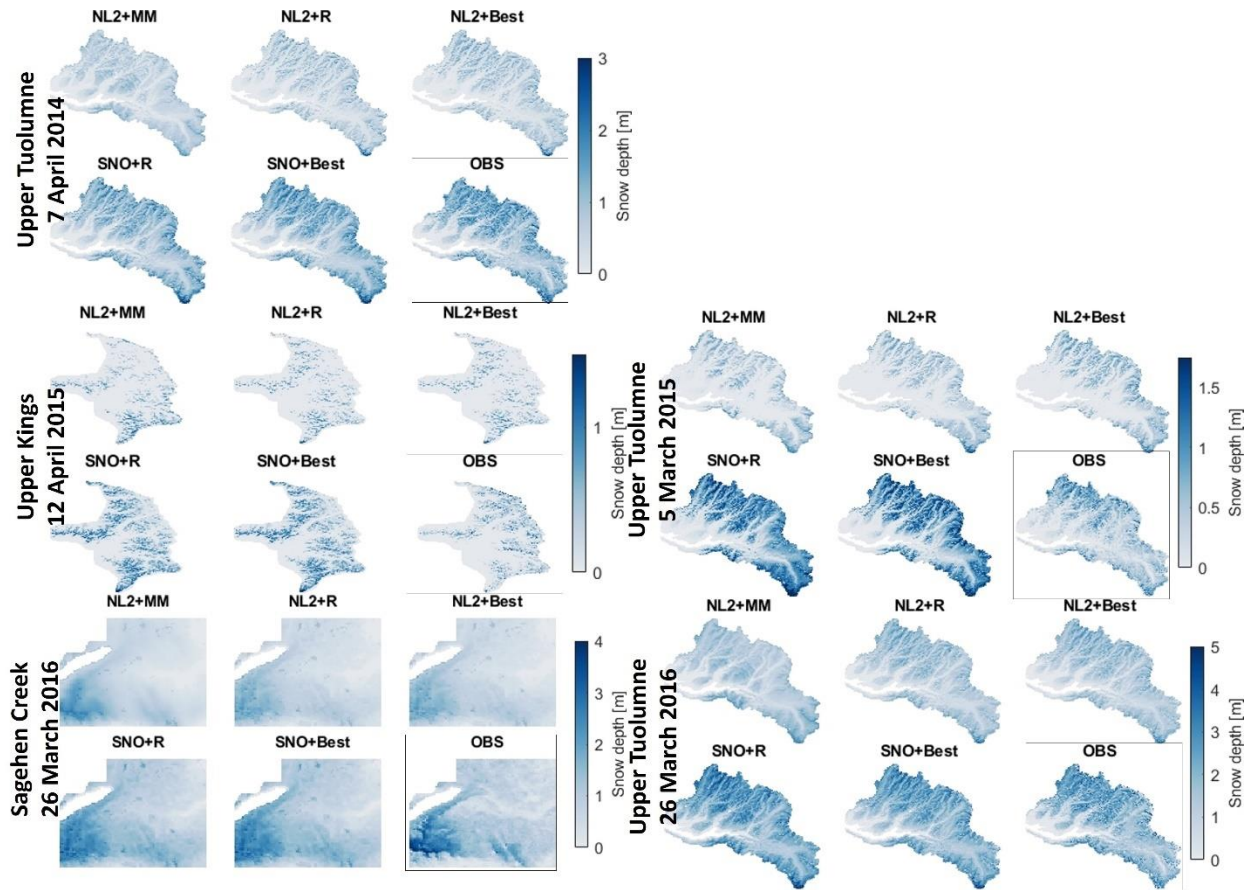 NL2+MM NL2+R NL2+Best
SNO+R SNO+Best OBS
Upper Tuolumne
7 April 2014
3
2
1
0
Snow depth [m]
NL2+MM NL2+R NL2+Best
SNO+R SNO+Best OBS
Upper Kings
12 April 2015
1
0
Snow depth [m]
NL2+MM NL2+R NL2+Best
SNO+R SNO+Best OBS
Upper Tuolumne
5 March 2015
1.5
1
0.5
0
Snow depth [m]
NL2+MM NL2+R NL2+Best
SNO+R SNO+Best OBS
Sagehen Creek
26 March 2016
4
3
2
1
0
Snow depth [m]
NL2+MM NL2+R NL2+Best
SNO+R SNO+Best OBS
Upper Tuolumne
26 March 2016
5
4
3
2
1
0
Snow depth [m]